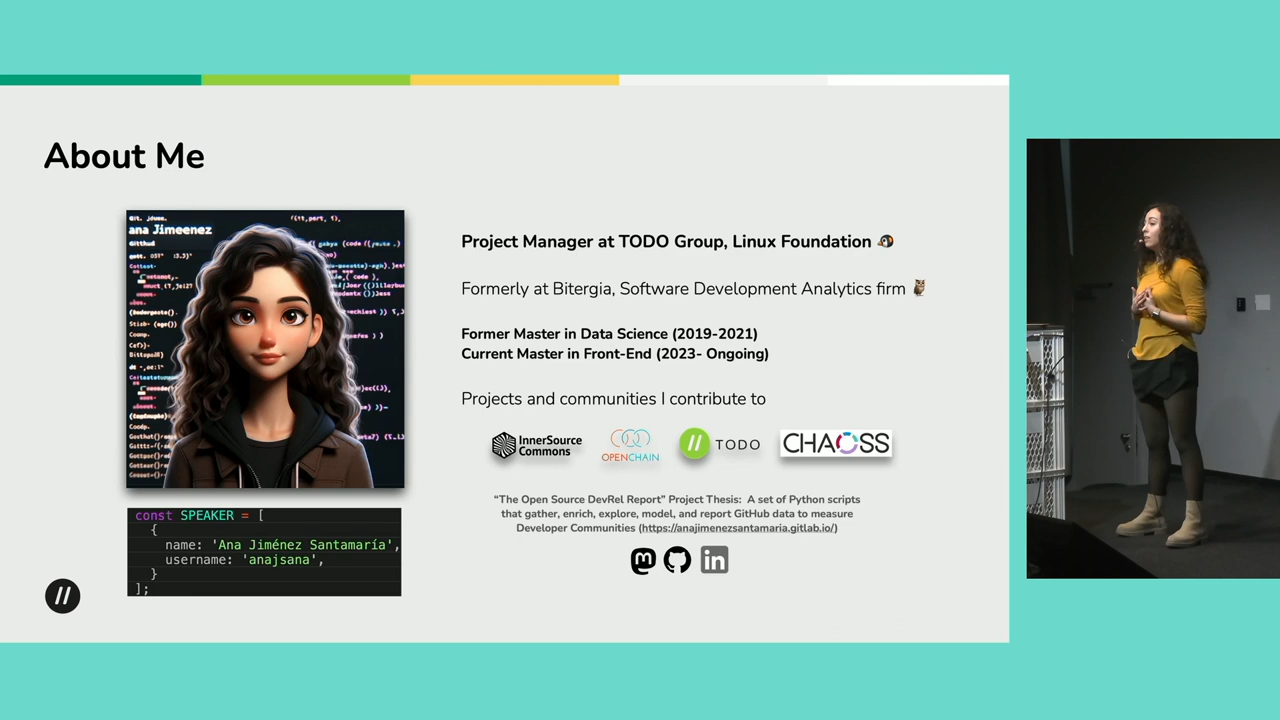 About Me
ana Jimeenez
Project Manager at TODO Group, Linux Foundation
Formerly at Bitergia, Software Development Analytics firm
Former Master in Data Science (2019-2021)
Current Master in Front-End (2023- Ongoing)
Projects and communities I contribute to
InnerSource
Commons
OPENCHAIN
TODO
CHAOSS
“The Open Source DevRel Report” Project Thesis: A set of Python scripts
that gather, enrich, explore, model, and report GitHub data to measure
Developer Communities (https://anajimenezsantamaria.gitlab.io/)
in
const SPEAKER = [
{
name: 'Ana Jiménez Santamaría',
username: 'anajsana',
}
];
//